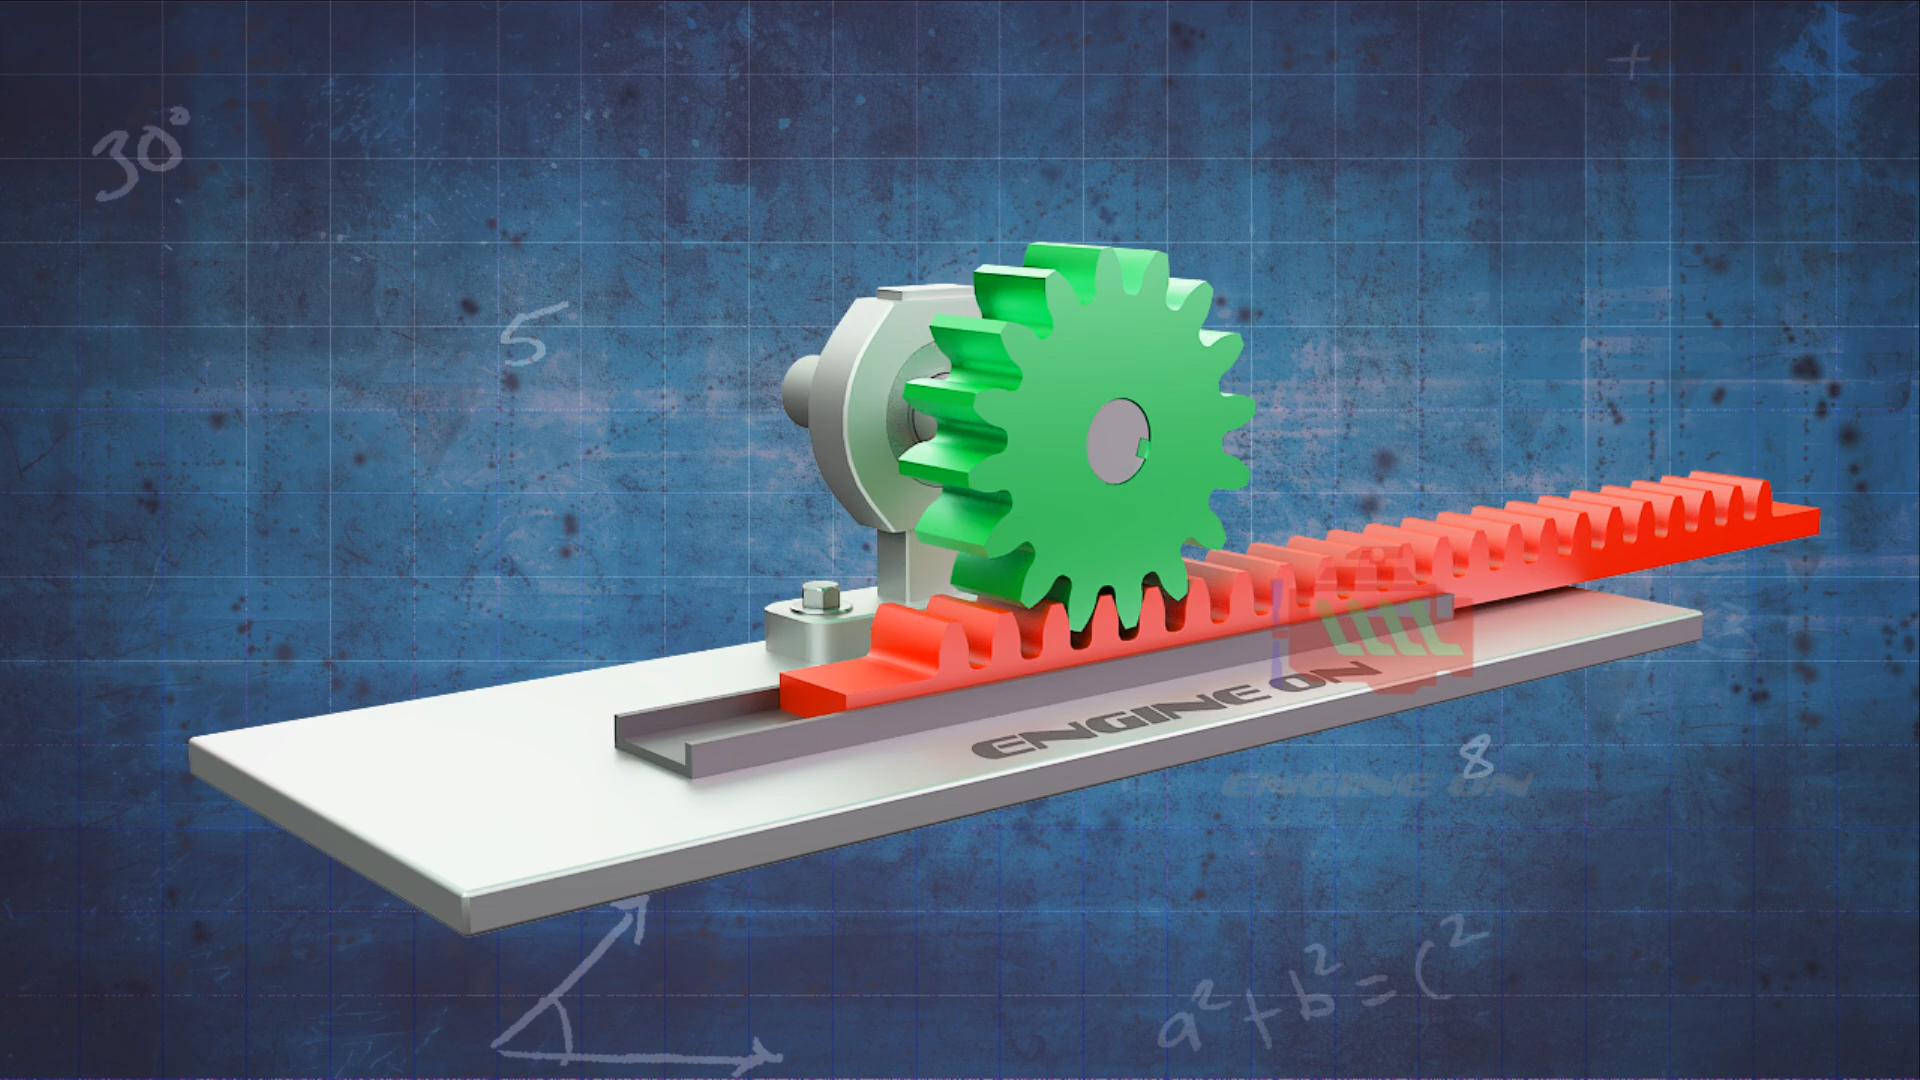 30°
5
ENGINE ON
8
ENGINE ON
a² + b² = c²